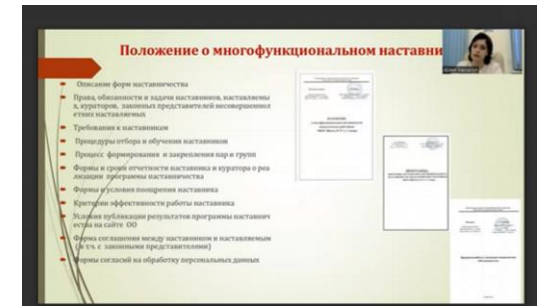 Положение о многофункциональном настави
Описание форм наставничества
Права, обязанности и задачи наставников, наставляемы
х, кураторов, законных представителей несовершеннол
етних наставляемых
Требования к наставникам
Процедуры отбора и обучения наставников
Процесс формирования и закрепления пар и групп
Формы и сроки отчетности наставника и куратора о реа
лизации программы наставничества
Формы и условия поощрения наставника
Критерии эффективности работы наставника
Условия публикации результатов программы наставнич
ества на сайте ОО
Форма соглашения между наставником и наставляемым
( в т.ч. с законными представителями)
Формы согласий на обработку персональных данных